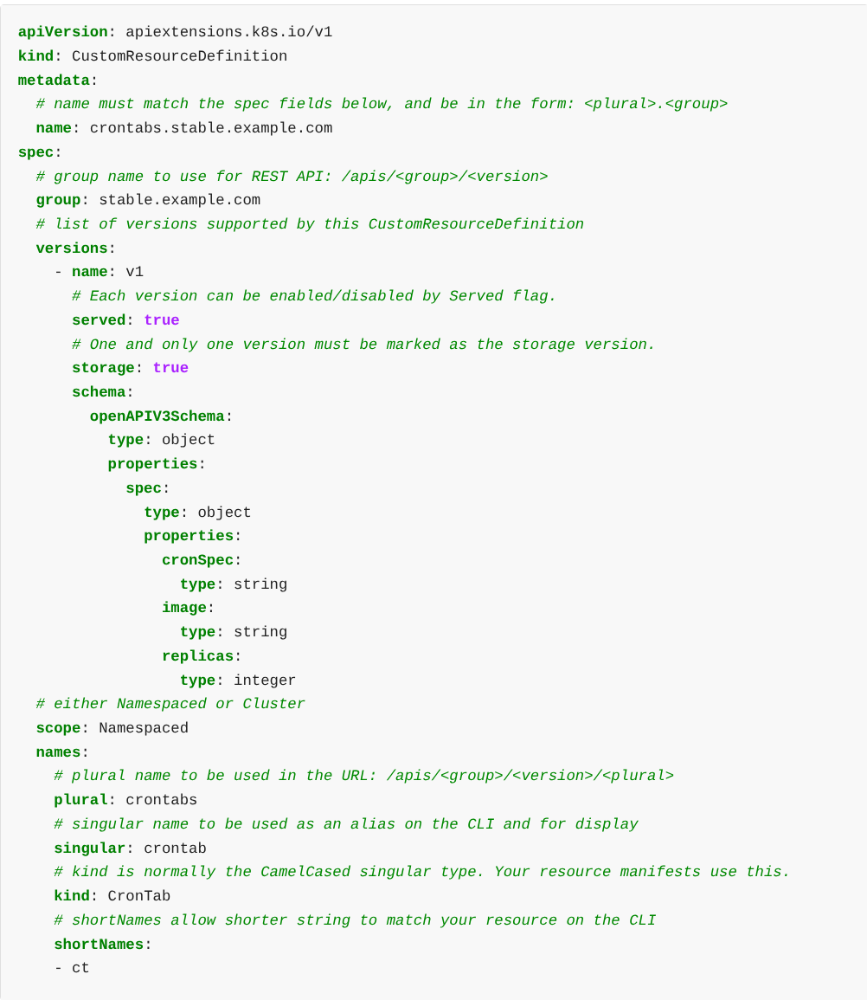 apiVersion: apiextensions.k8s.io/v1
kind: CustomResourceDefinition
metadata:
  # name must match the spec fields below, and be in the form: <plural>.<group>
  name: crontabs.stable.example.com
spec:
  # group name to use for REST API: /apis/<group>/<version>
  group: stable.example.com
  # list of versions supported by this CustomResourceDefinition
  versions:
    - name: v1
      # Each version can be enabled/disabled by Served flag.
      served: true
      # One and only one version must be marked as the storage version.
      storage: true
      schema:
        openAPIV3Schema:
          type: object
          properties:
            spec:
              type: object
              properties:
                cronSpec:
                  type: string
                image:
                  type: string
                replicas:
                  type: integer
  # either Namespaced or Cluster
  scope: Namespaced
  names:
    # plural name to be used in the URL: /apis/<group>/<version>/<plural>
    plural: crontabs
    # singular name to be used as an alias on the CLI and for display
    singular: crontab
    # kind is normally the CamelCased singular type. Your resource manifests use this.
    kind: CronTab
    # shortNames allow shorter string to match your resource on the CLI
    shortNames:
    - ct